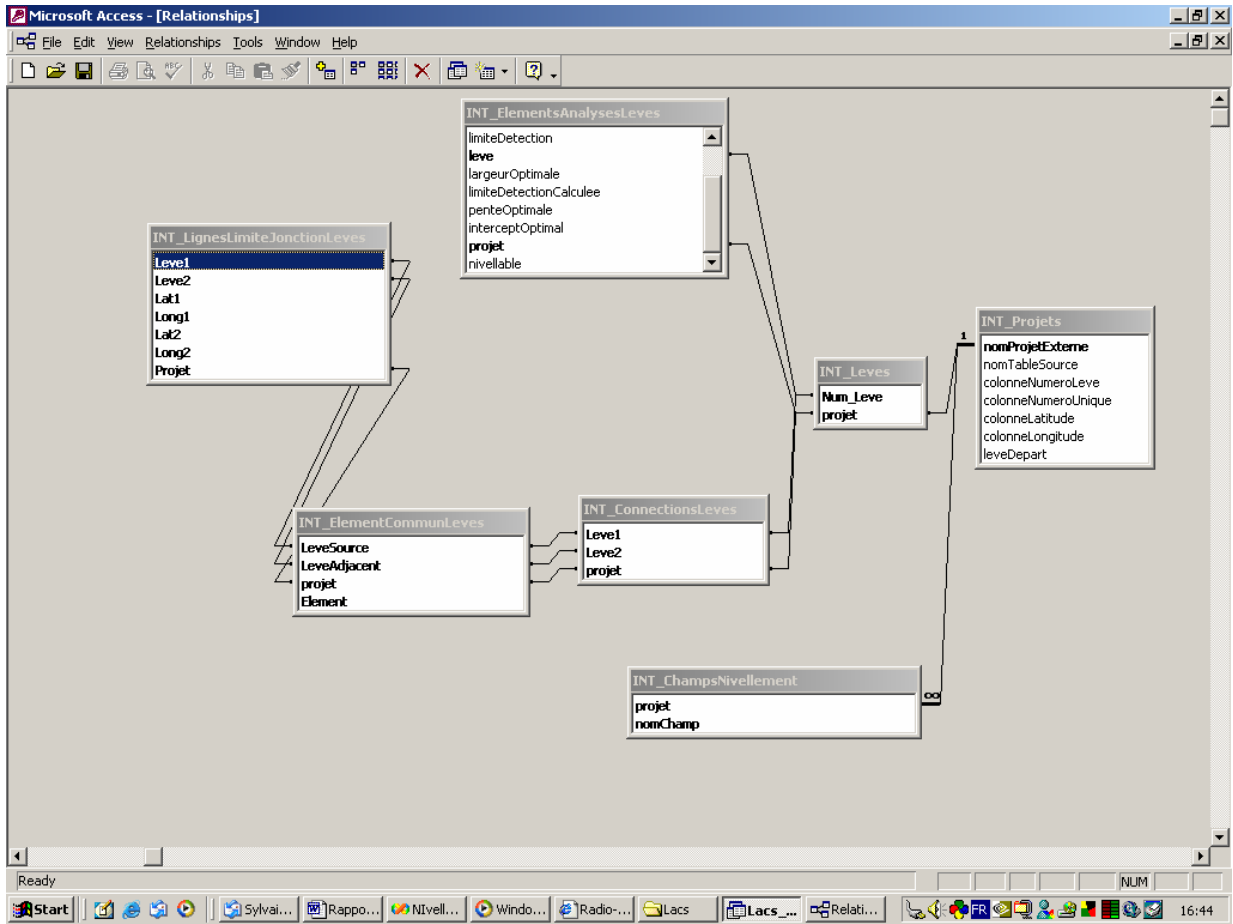 Microsoft Access - [Relationships]
File Edit View Relationships Tools Window Help
INT_ElementsAnalysesLeves
limiteDetection
leve
largeurOptimale
limiteDetectionCalculee
penteOptimale
interceptOptimal
projet
nivellable
INT_LignesLimiteJonctionLeves
Leve1
Leve2
Lat1
Long1
Lat2
Long2
Projet
INT_Projets
nomProjetExterne
nomTableSource
colonneNumeroLeve
colonneNumeroUnique
colonneLatitude
colonneLongitude
leveDepart
1
INT_Leves
Num_Leve
projet
INT_ElementCommunLeves
LeveSource
LeveAdjacent
projet
Element
INT_ConnectionsLeves
Leve1
Leve2
projet
INT_ChampsNivellement
projet
nomChamp
∞
Ready
NUM
Start Sylvai... Rappo... NIvell... Windo... Radio-... Lacs Lacs_... Relati... FR 16:44